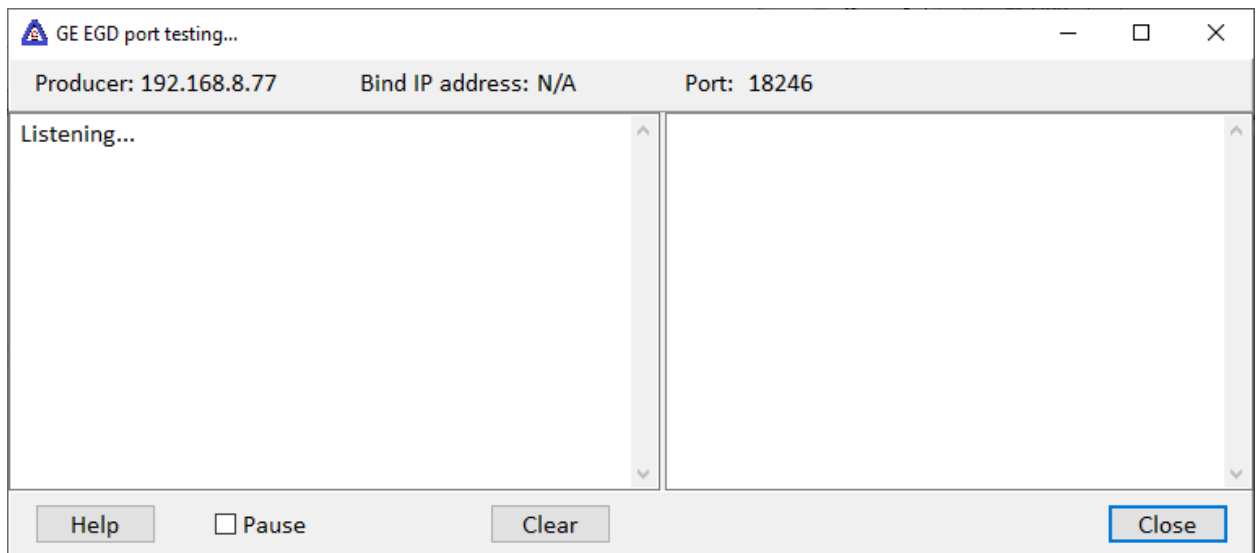 GE EGD port testing...
Producer: 192.168.8.77 Bind IP address: N/A Port: 18246
Listening...
Help Pause Clear Close